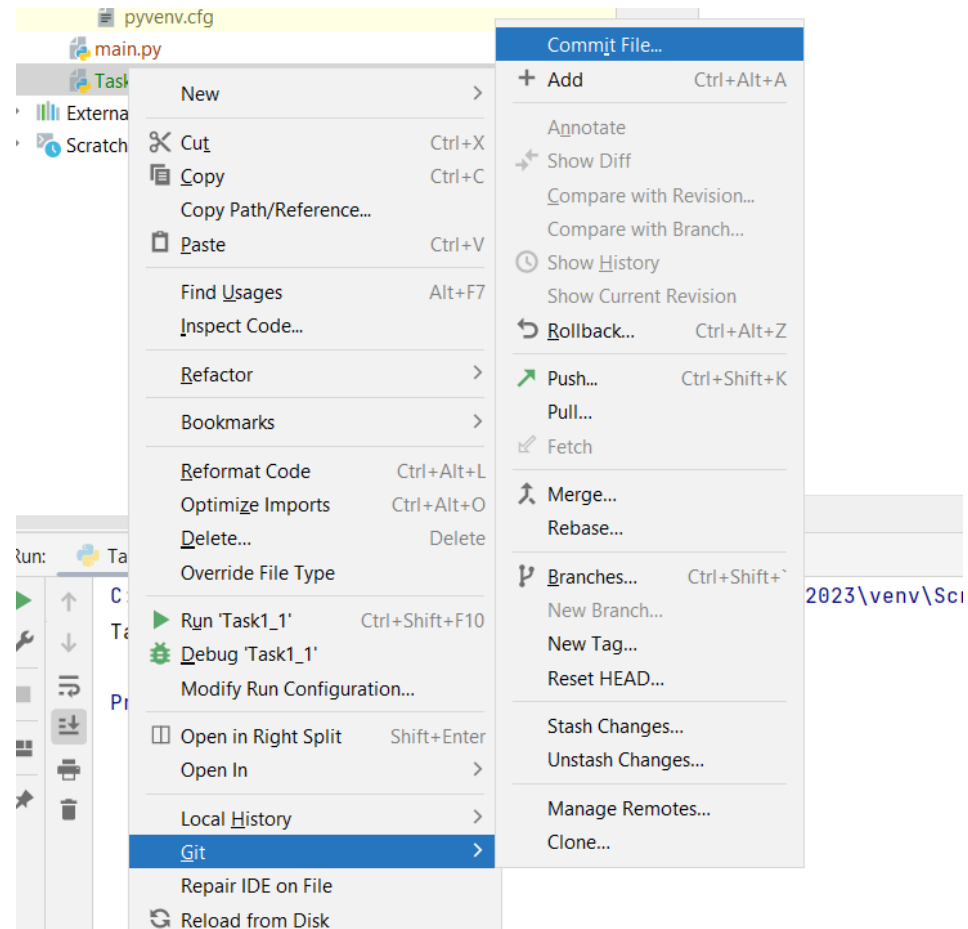 pyvenv.cfg
main.py
Task
Externa
Scratch
New
Cut Ctrl+X
Copy Ctrl+C
Copy Path/Reference...
Paste Ctrl+V
Find Usages Alt+F7
Inspect Code...
Refactor
Bookmarks
Reformat Code Ctrl+Alt+L
Optimize Imports Ctrl+Alt+O
Delete... Delete
Override File Type
Run 'Task1_1' Ctrl+Shift+F10
Debug 'Task1_1'
Modify Run Configuration...
Open in Right Split Shift+Enter
Open In
Local History
Git
Repair IDE on File
Reload from Disk
Commit File...
Add Ctrl+Alt+A
Annotate
Show Diff
Compare with Revision...
Compare with Branch...
Show History
Show Current Revision
Rollback... Ctrl+Alt+Z
Push... Ctrl+Shift+K
Pull...
Fetch
Merge...
Rebase...
Branches... Ctrl+Shift+`
New Branch...
New Tag...
Reset HEAD...
Stash Changes...
Unstash Changes...
Manage Remotes...
Clone...
Run: Ta
C: 2023\venv\Scr
Ta
Pr